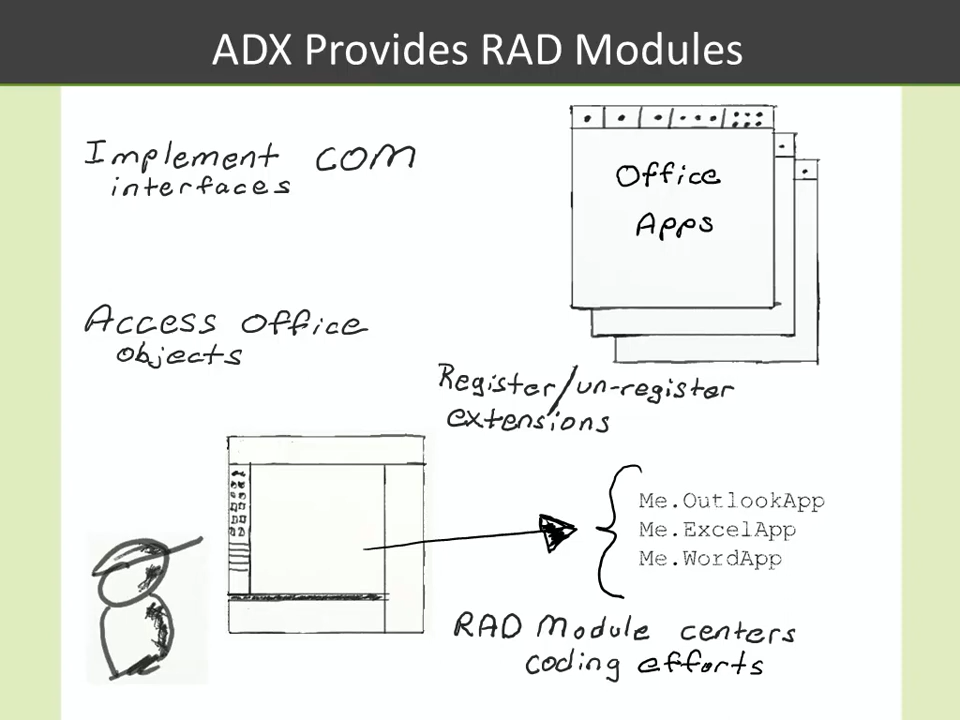 ADX Provides RAD Modules
Implement COM
interfaces
Office
Apps
Access Office
objects
Register/un-register
extensions
Me.OutlookApp
Me.ExcelApp
Me.WordApp
RAD Module centers
coding efforts